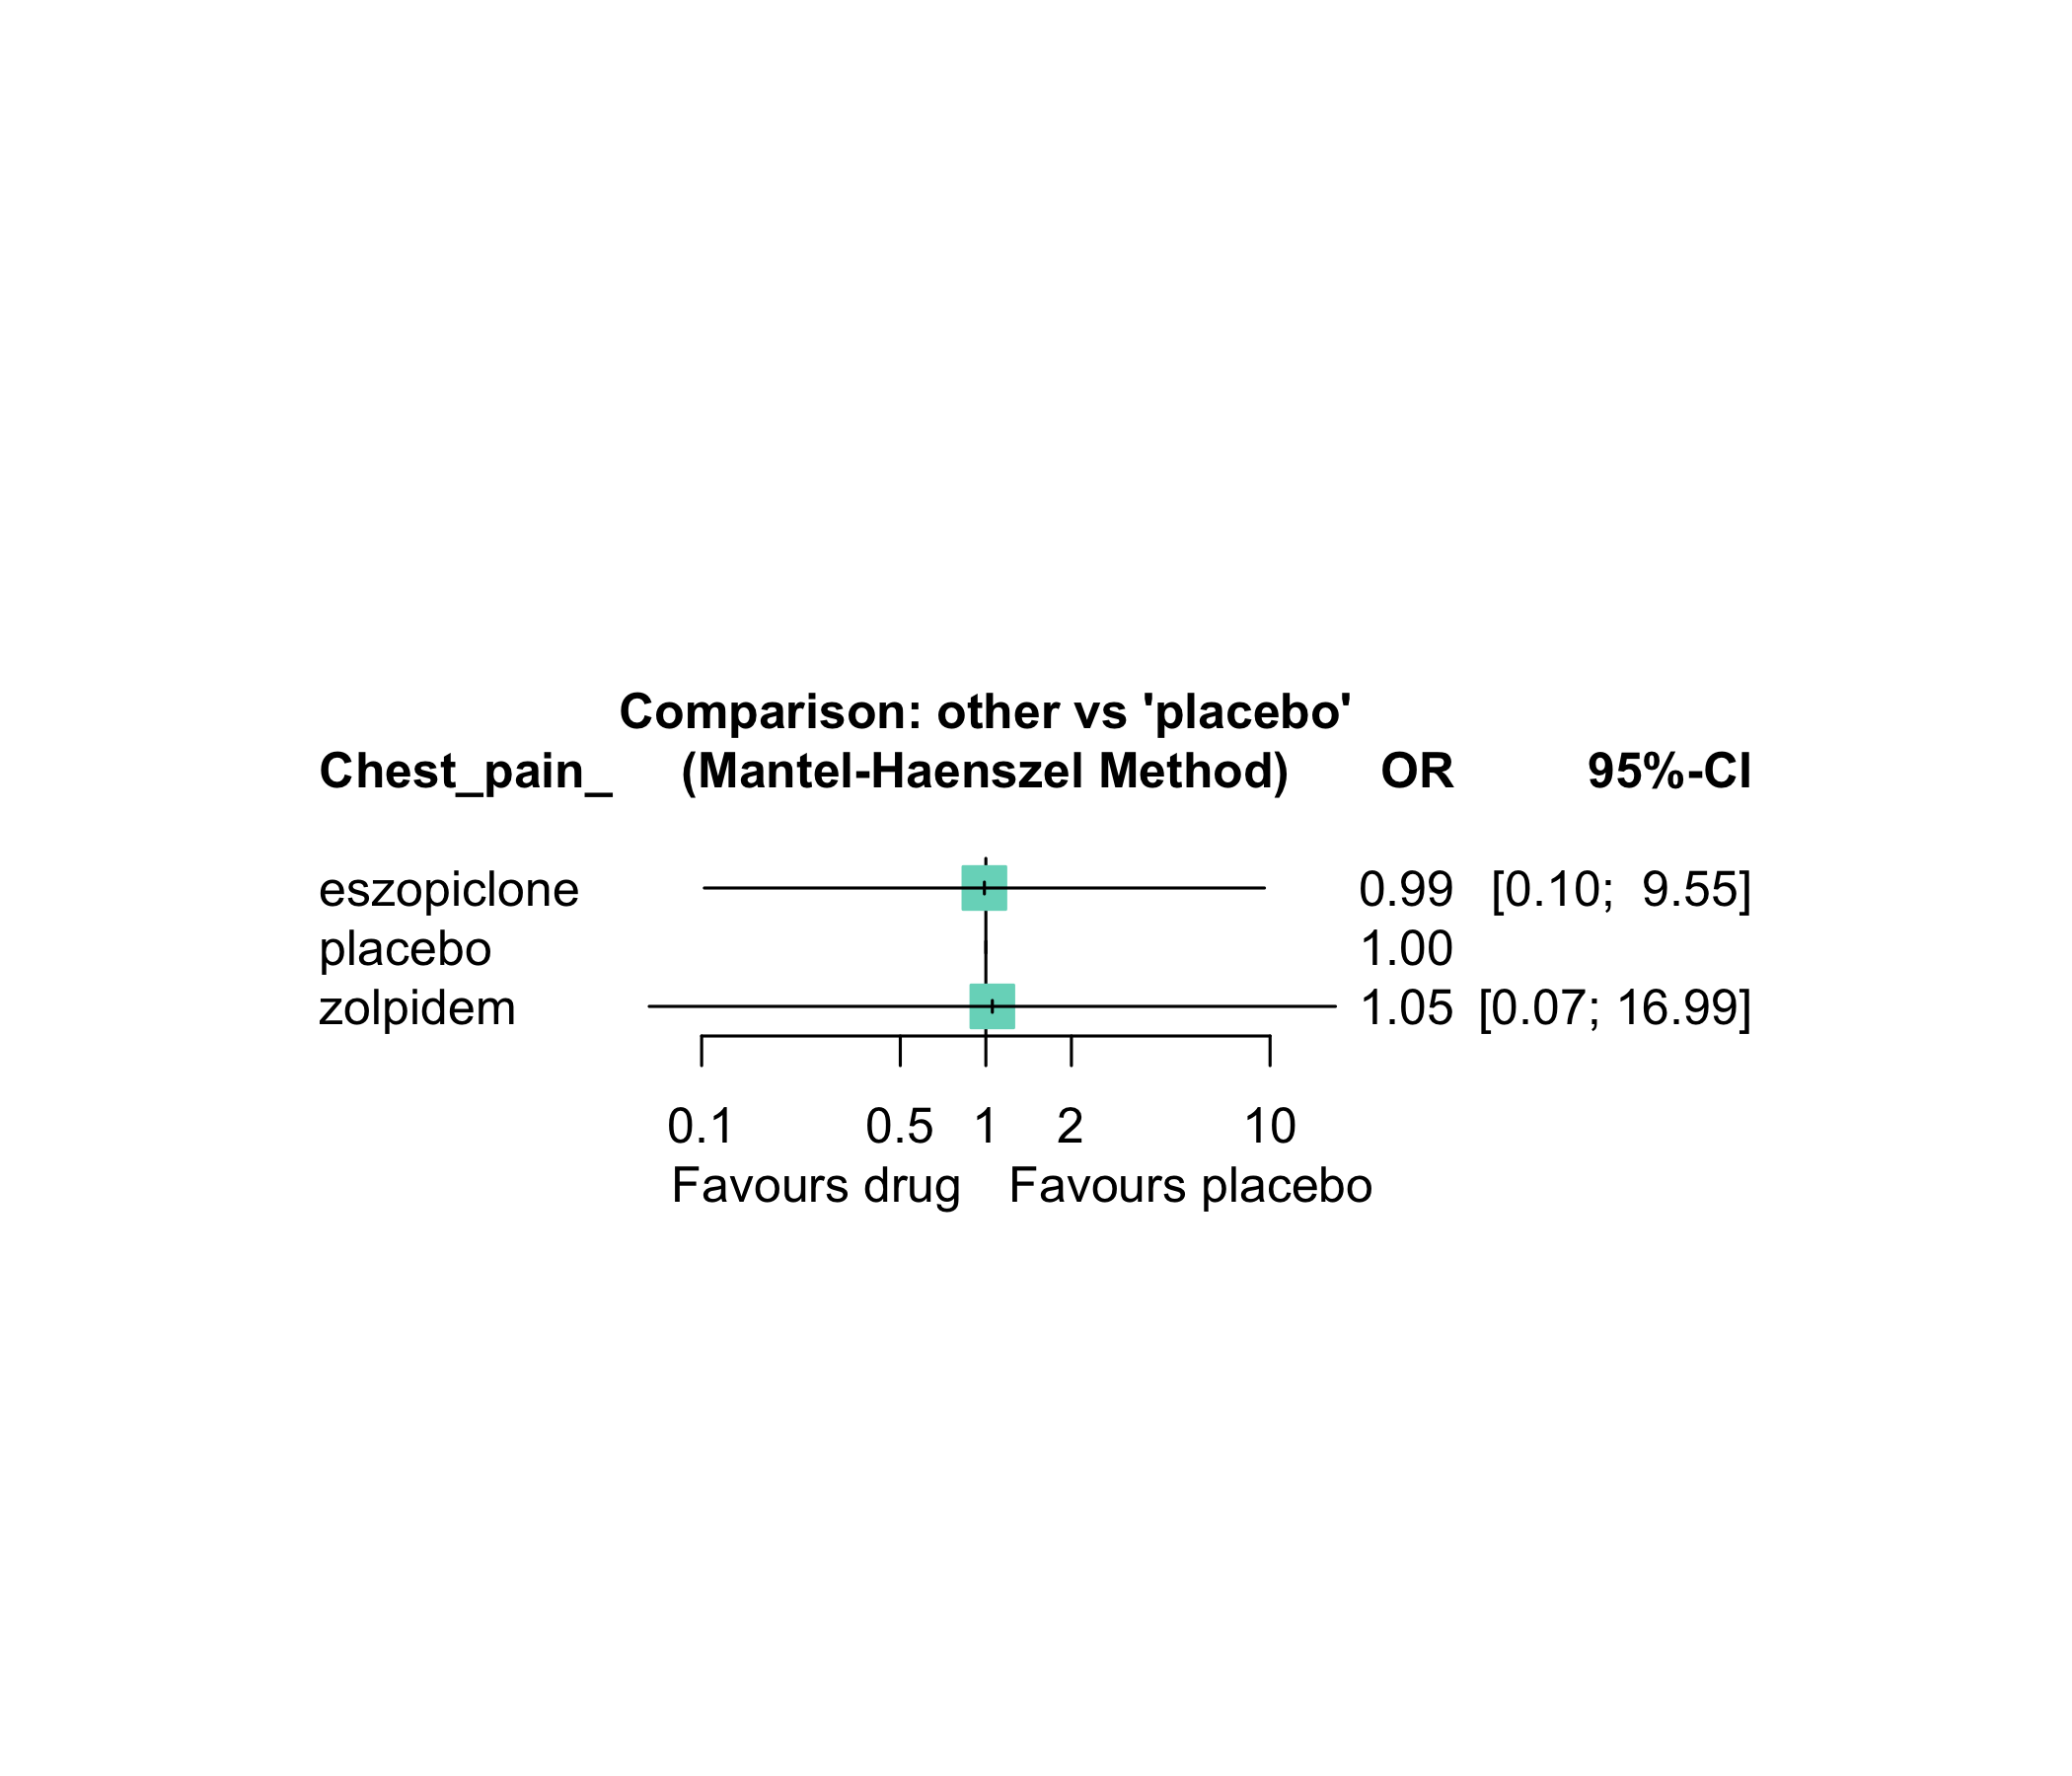 Comparison: other vs 'placebo'
Chest_pain_ (Mantel-Haenszel Method) OR 95%-CI
eszopiclone 0.99 [0.10; 9.55]
placebo 1.00
zolpidem 1.05 [0.07; 16.99]
0.1 0.5 1 2 10
Favours drug Favours placebo